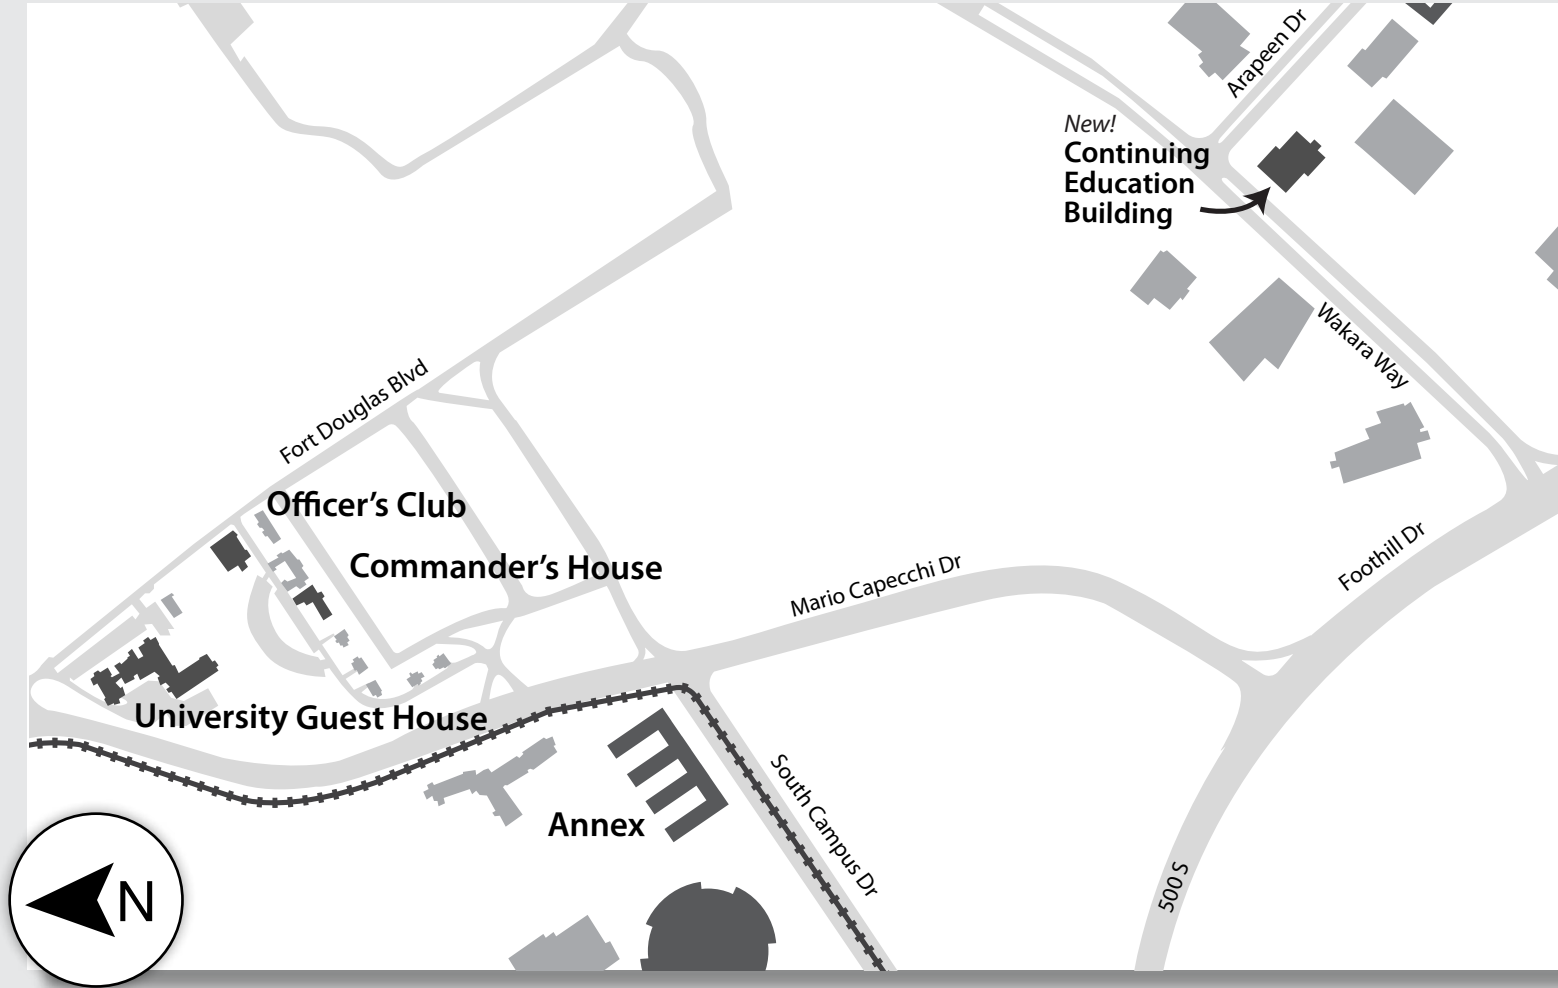 Arapeen Dr
New!
Continuing
Education
Building
Wakara Way
Fort Douglas Blvd
Officer's Club
Commander's House
Mario Capecchi Dr
Foothill Dr
University Guest House
South Campus Dr
Annex
500 S
N